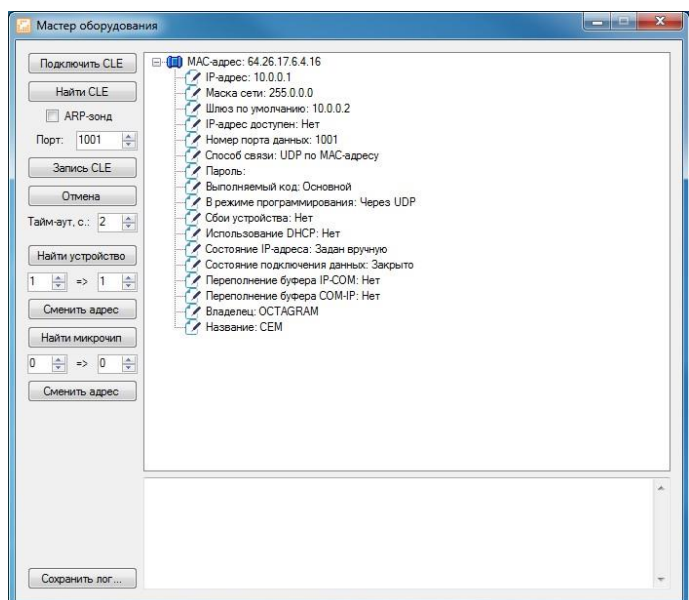 Мастер оборудования
Подключить CLE
Найти CLE
ARP-зонд
Порт: 1001
Запись CLE
Отмена
Тайм-аут, с.: 2
Найти устройство
1 => 1
Сменить адрес
Найти микрочип
0 => 0
Сменить адрес
Сохранить лог...
MAC-адрес: 64.26.17.6.4.16
IP-адрес: 10.0.0.1
Маска сети: 255.0.0.0
Шлюз по умолчанию: 10.0.0.2
IP-адрес доступен: Нет
Номер порта данных: 1001
Способ связи: UDP по MAC-адресу
Пароль:
Выполняемый код: Основной
В режиме программирования: Через UDP
Сбои устройства: Нет
Использование DHCP: Нет
Состояние IP-адреса: Задан вручную
Состояние подключения данных: Закрыто
Переполнение буфера IP-COM: Нет
Переполнение буфера COM-IP: Нет
Владелец: OCTAGRAM
Название: CEM